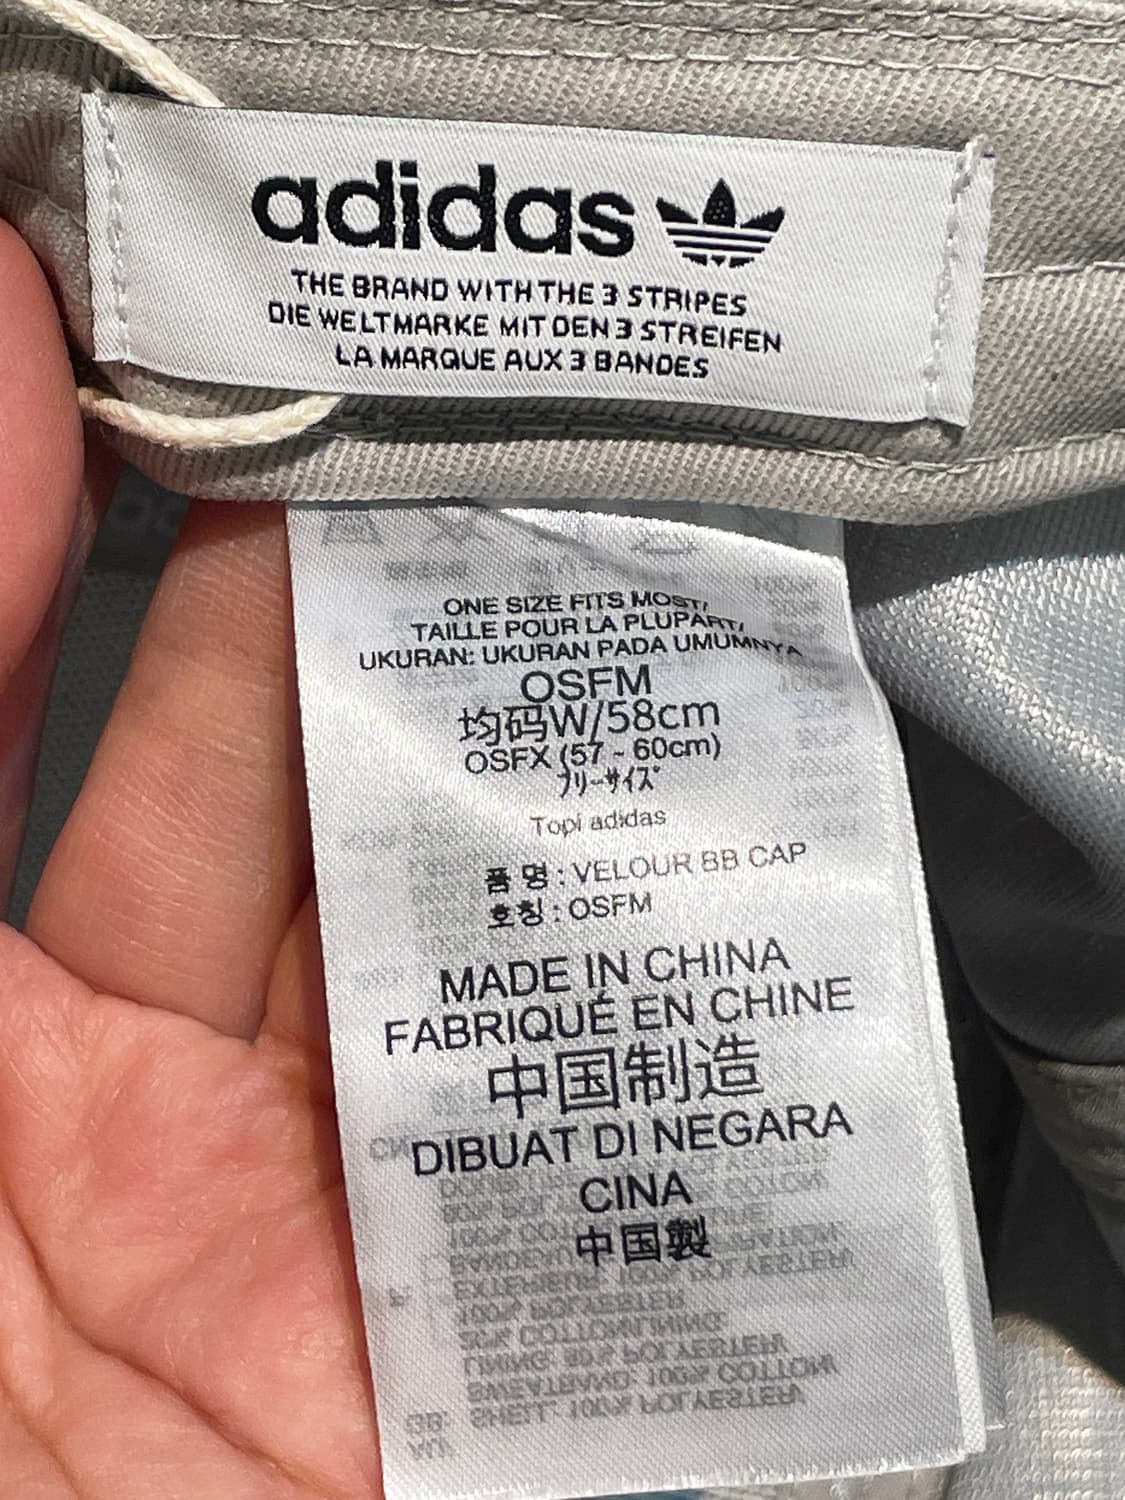 adidas
THE BRAND WITH THE 3 STRIPES
DIE WELTMARKE MIT DEN 3 STREIFEN
LA MARQUE AUX 3 BANDES
ONE SIZE FITS MOST/
TAILLE POUR LA PLUPART/
UKURAN: UKURAN PADA UMUMNYA
OSFM
均码W/58cm
OSFX (57 - 60cm)
フリーサイズ
Topi adidas
품 명 : VELOUR BB CAP
호칭 : OSFM
MADE IN CHINA
FABRIQUÉ EN CHINE
中国制造
DIBUAT DI NEGARA
CINA
中国製